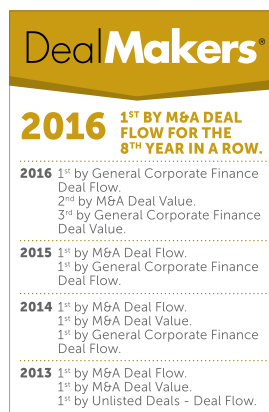 DealMakers®
2016 1ST BY M&A DEAL
FLOW FOR THE
8TH YEAR IN A ROW.
2016 1st by General Corporate Finance
Deal Flow.
2nd by M&A Deal Value.
3rd by General Corporate Finance
Deal Value.
2015 1st by M&A Deal Flow.
1st by General Corporate Finance
Deal Flow.
2014 1st by M&A Deal Flow.
1st by M&A Deal Value.
1st by General Corporate Finance
Deal Flow.
2013 1st by M&A Deal Flow.
1st by M&A Deal Value.
1st by Unlisted Deals - Deal Flow.